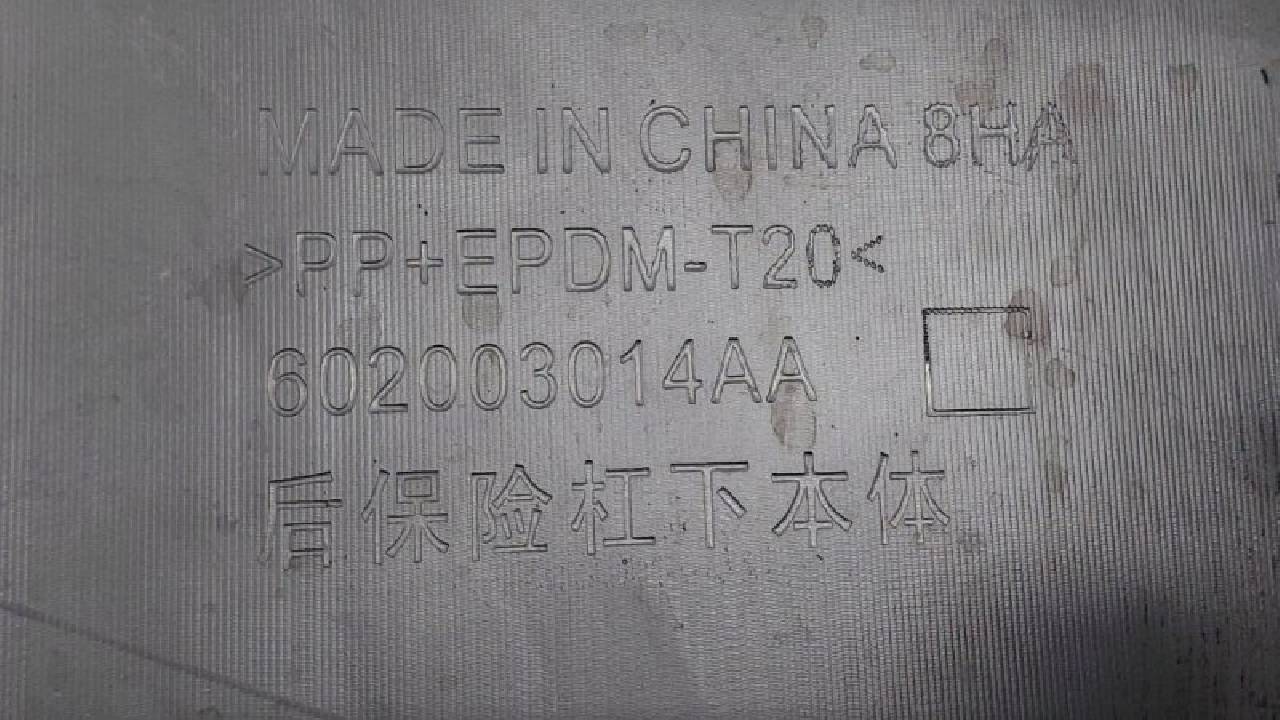 MADE IN CHINA 8HA
>PP+EPDM-T20<
602003014AA
后保险杠下本体